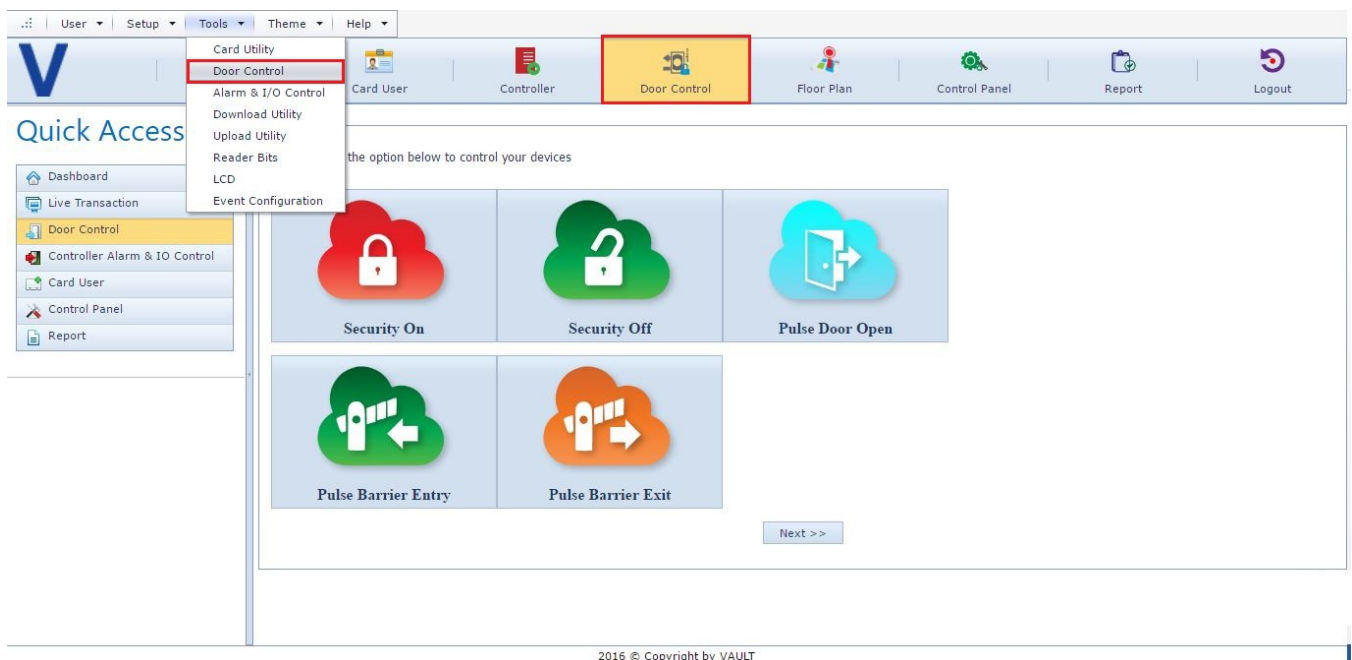 User Setup Tools Theme Help
V
Card Utility
Door Control
Alarm & I/O Control
Download Utility
Upload Utility
Reader Bits
LCD
Event Configuration
Card User Controller Door Control Floor Plan Control Panel Report Logout
Quick Access
Dashboard
Live Transaction
Door Control
Controller Alarm & IO Control
Card User
Control Panel
Report
the option below to control your devices
Security On Security Off Pulse Door Open
Pulse Barrier Entry Pulse Barrier Exit
Next >>
2016 © Copyright by VAULT